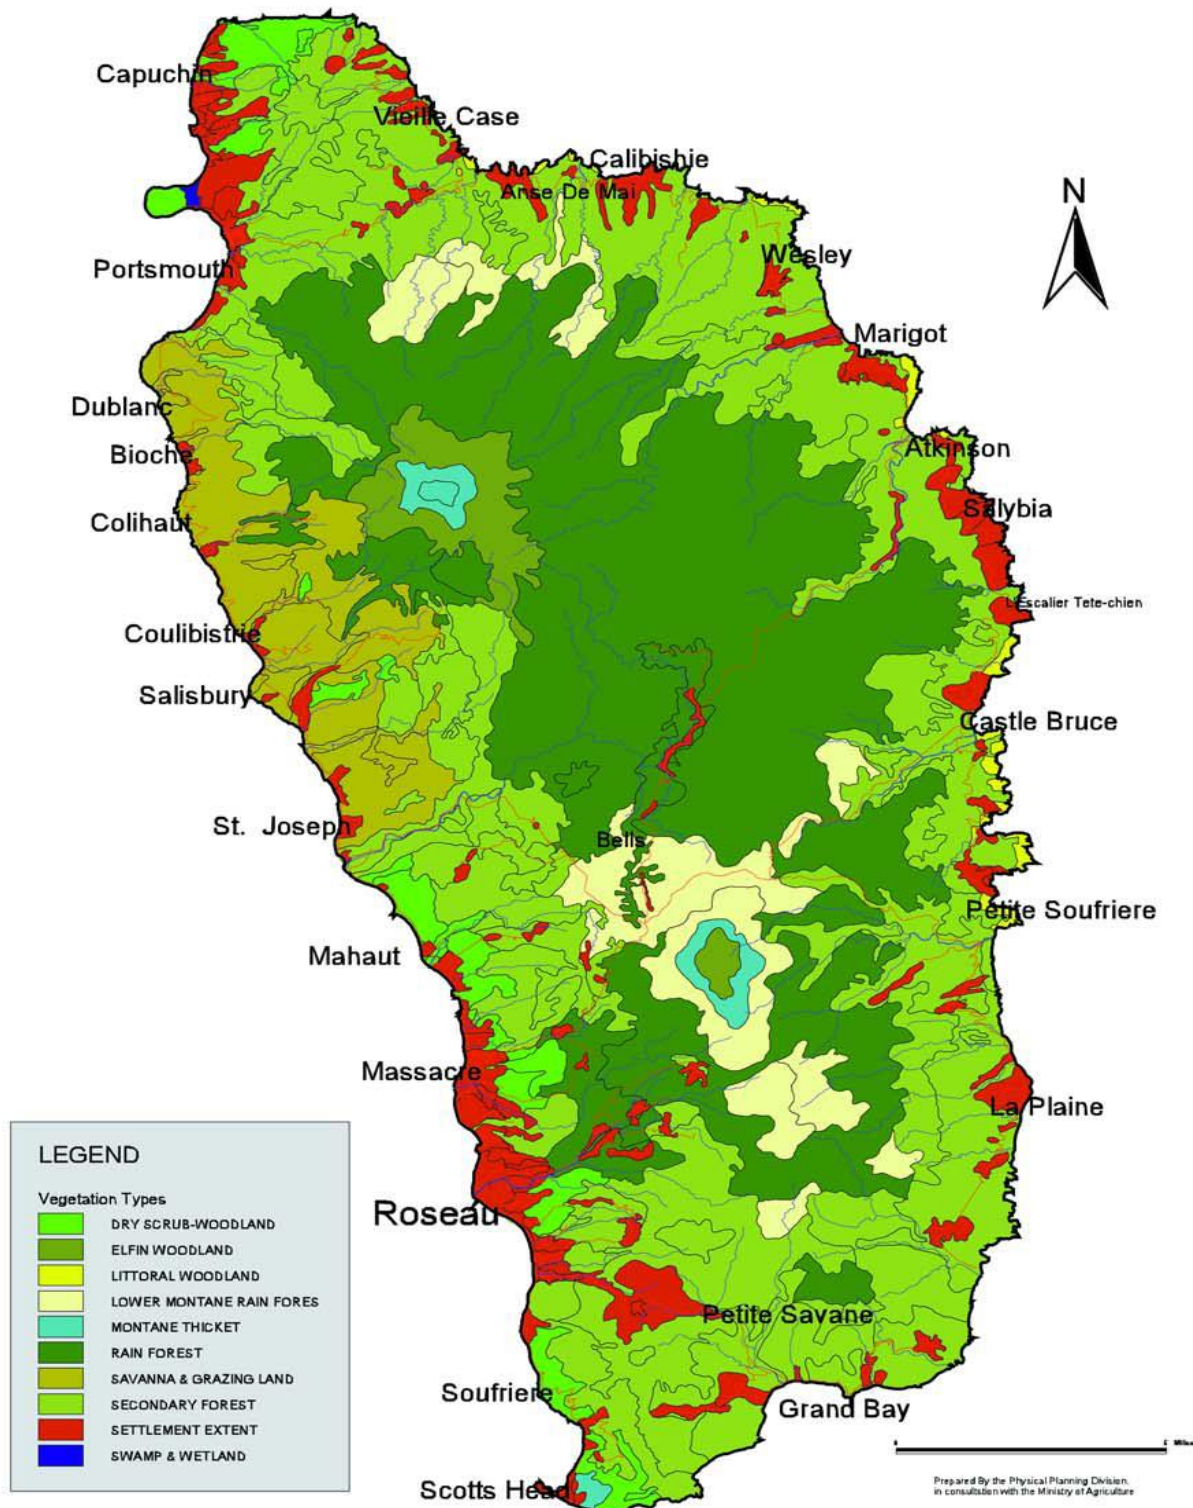 Capuchin
Vieille Case
Calibishie
Anse De Mai
N
Portsmouth
Wesley
Marigot
Dublanc
Bioche
Atkinson
Colihaut
Salybia
L'Escalier Tete-chien
Coulibistrie
Salisbury
Castle Bruce
St. Joseph
Bells
Petite Soufriere
Mahaut
Massacre
La Plaine
Roseau
Petite Savane
Soufriere
Grand Bay
Scotts Head
LEGEND
Vegetation Types
DRY SCRUB-WOODLAND
ELFIN WOODLAND
LITTORAL WOODLAND
LOWER MONTANE RAIN FORES
MONTANE THICKET
RAIN FOREST
SAVANNA & GRAZING LAND
SECONDARY FOREST
SETTLEMENT EXTENT
SWAMP & WETLAND
Miles
Prepared By the Physical Planning Division.
in consultation with the Ministry of Agriculture